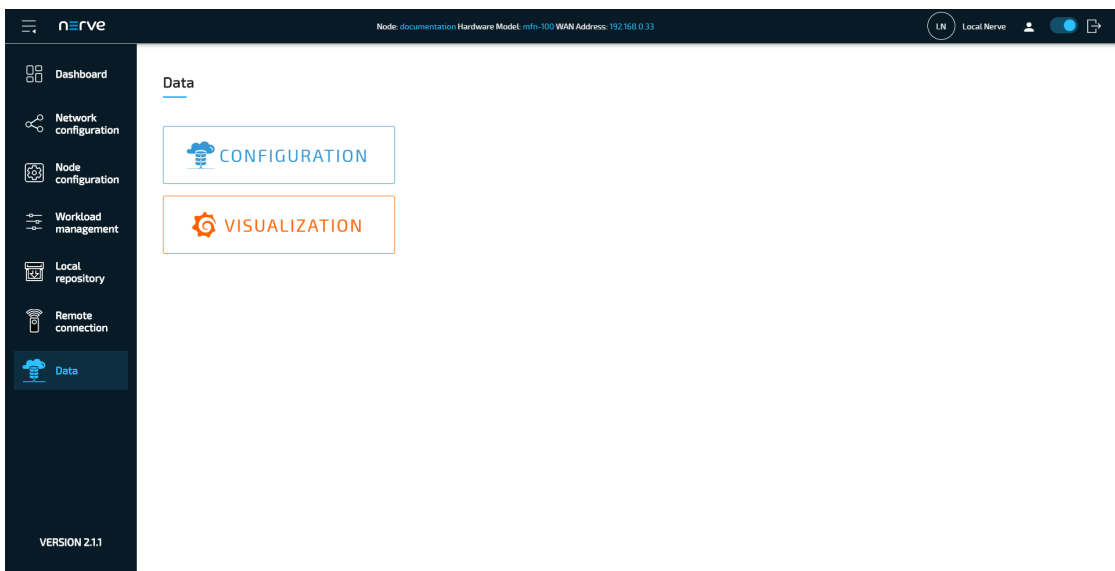 nerve
Node: documentation Hardware Model: mfn-100 WAN Address: 192.168.0.33
LN
Local Nerve
Dashboard
Network
configuration
Node
configuration
Workload
management
Local
repository
Remote
connection
Data
VERSION 2.1.1
Data
CONFIGURATION
VISUALIZATION